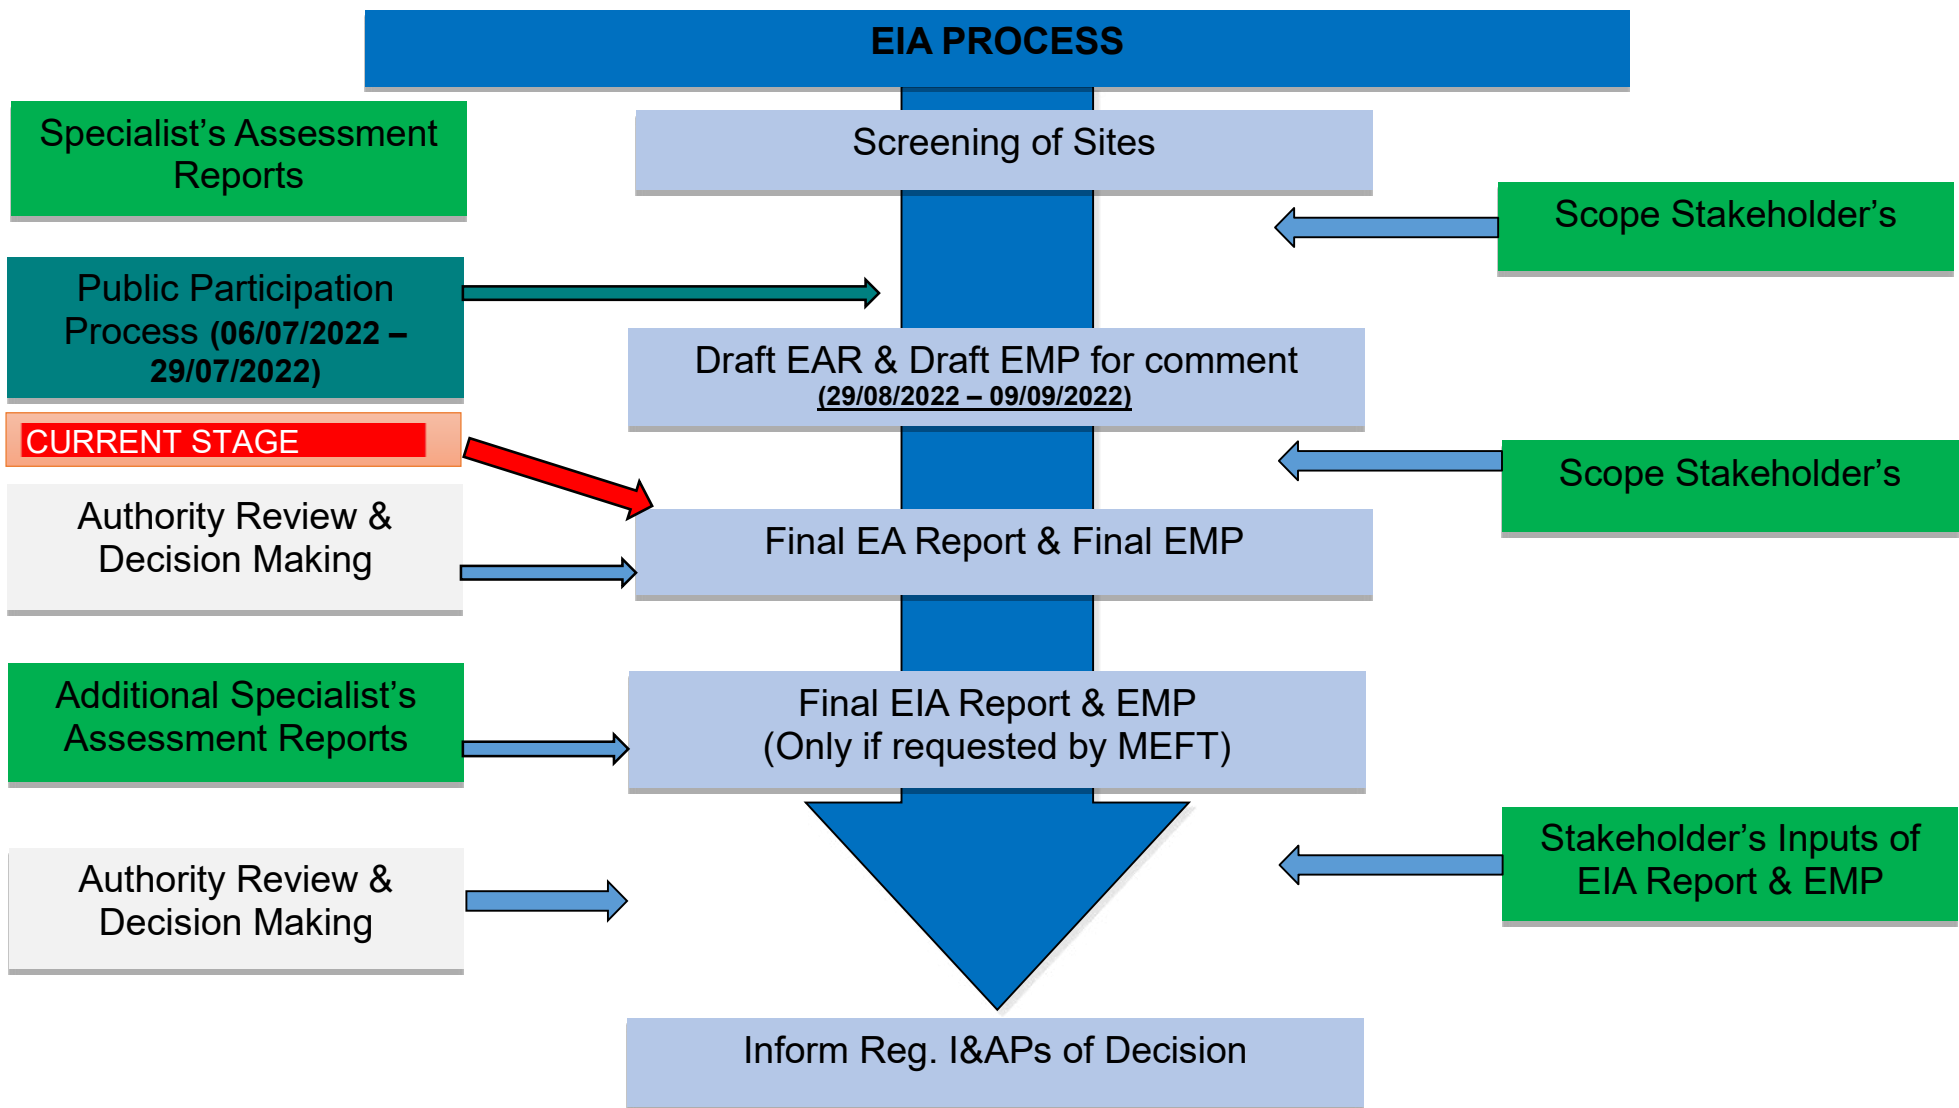 EIA PROCESS
Specialist's Assessment
Reports
Screening of Sites
Scope Stakeholder's
Public Participation
Process (06/07/2022 –
29/07/2022)
Draft EAR & Draft EMP for comment
(29/08/2022 – 09/09/2022)
CURRENT STAGE
Scope Stakeholder's
Authority Review &
Decision Making
Final EA Report & Final EMP
Additional Specialist's
Assessment Reports
Final EIA Report & EMP
(Only if requested by MEFT)
Stakeholder's Inputs of
EIA Report & EMP
Authority Review &
Decision Making
Inform Reg. I&APs of Decision